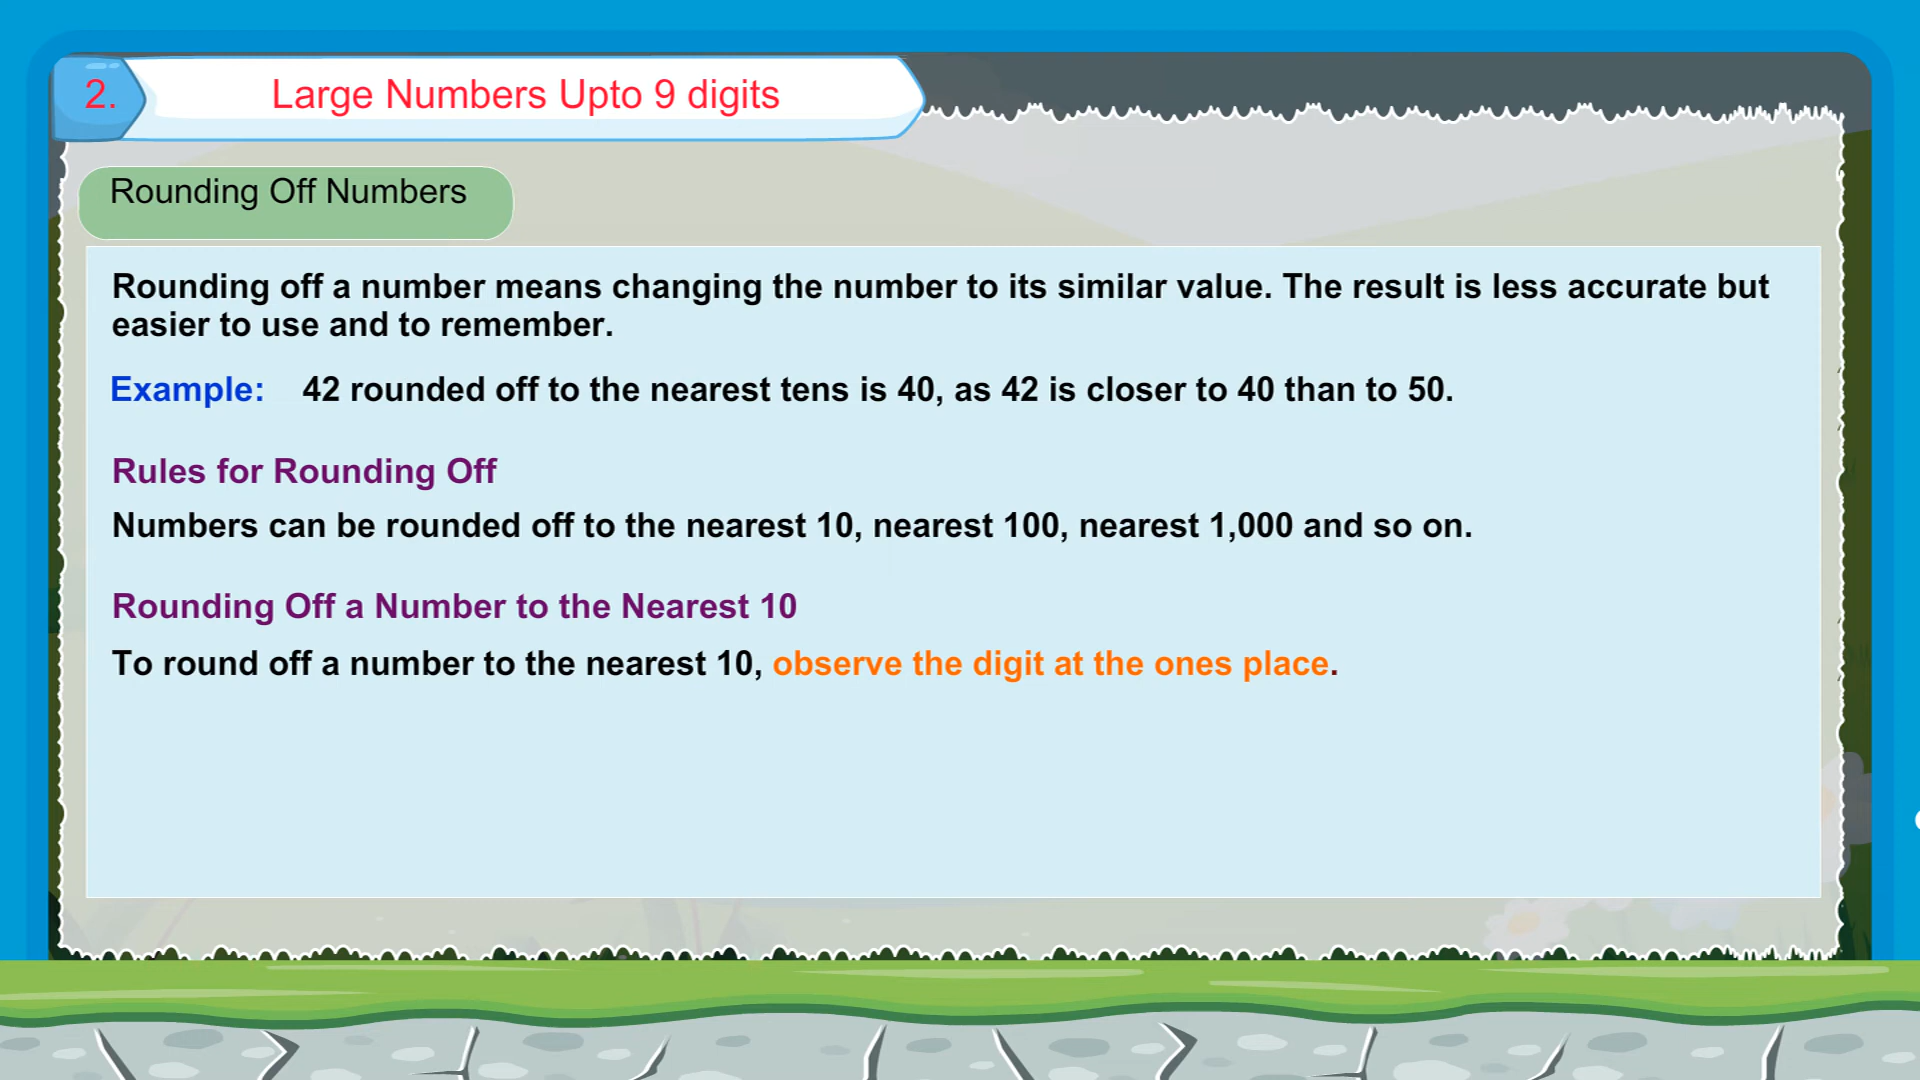 2. Large Numbers Upto 9 digits
Rounding Off Numbers
Rounding off a number means changing the number to its similar value. The result is less accurate but
easier to use and to remember.
Example: 42 rounded off to the nearest tens is 40, as 42 is closer to 40 than to 50.
Rules for Rounding Off
Numbers can be rounded off to the nearest 10, nearest 100, nearest 1,000 and so on.
Rounding Off a Number to the Nearest 10
To round off a number to the nearest 10, observe the digit at the ones place.